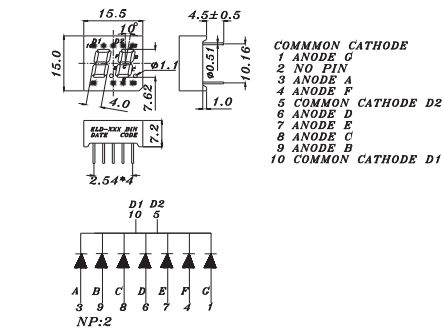 15.5
4.5±0.5
10°
D1 D2
15.0
ø1.1
ø0.51
10.16
4.0
7.62
1.0
COMMMON CATHODE
1 ANODE G
2 NO PIN
3 ANODE A
4 ANODE F
5 COMMON CATHODE D2
6 ANODE D
7 ANODE E
8 ANODE C
9 ANODE B
10 COMMON CATHODE D1
ELD-XXX BIN
DATE CODE
7.2
2.54*4
D1 D2
10 5
A B C D E F G
3 9 8 6 7 4 1
NP:2